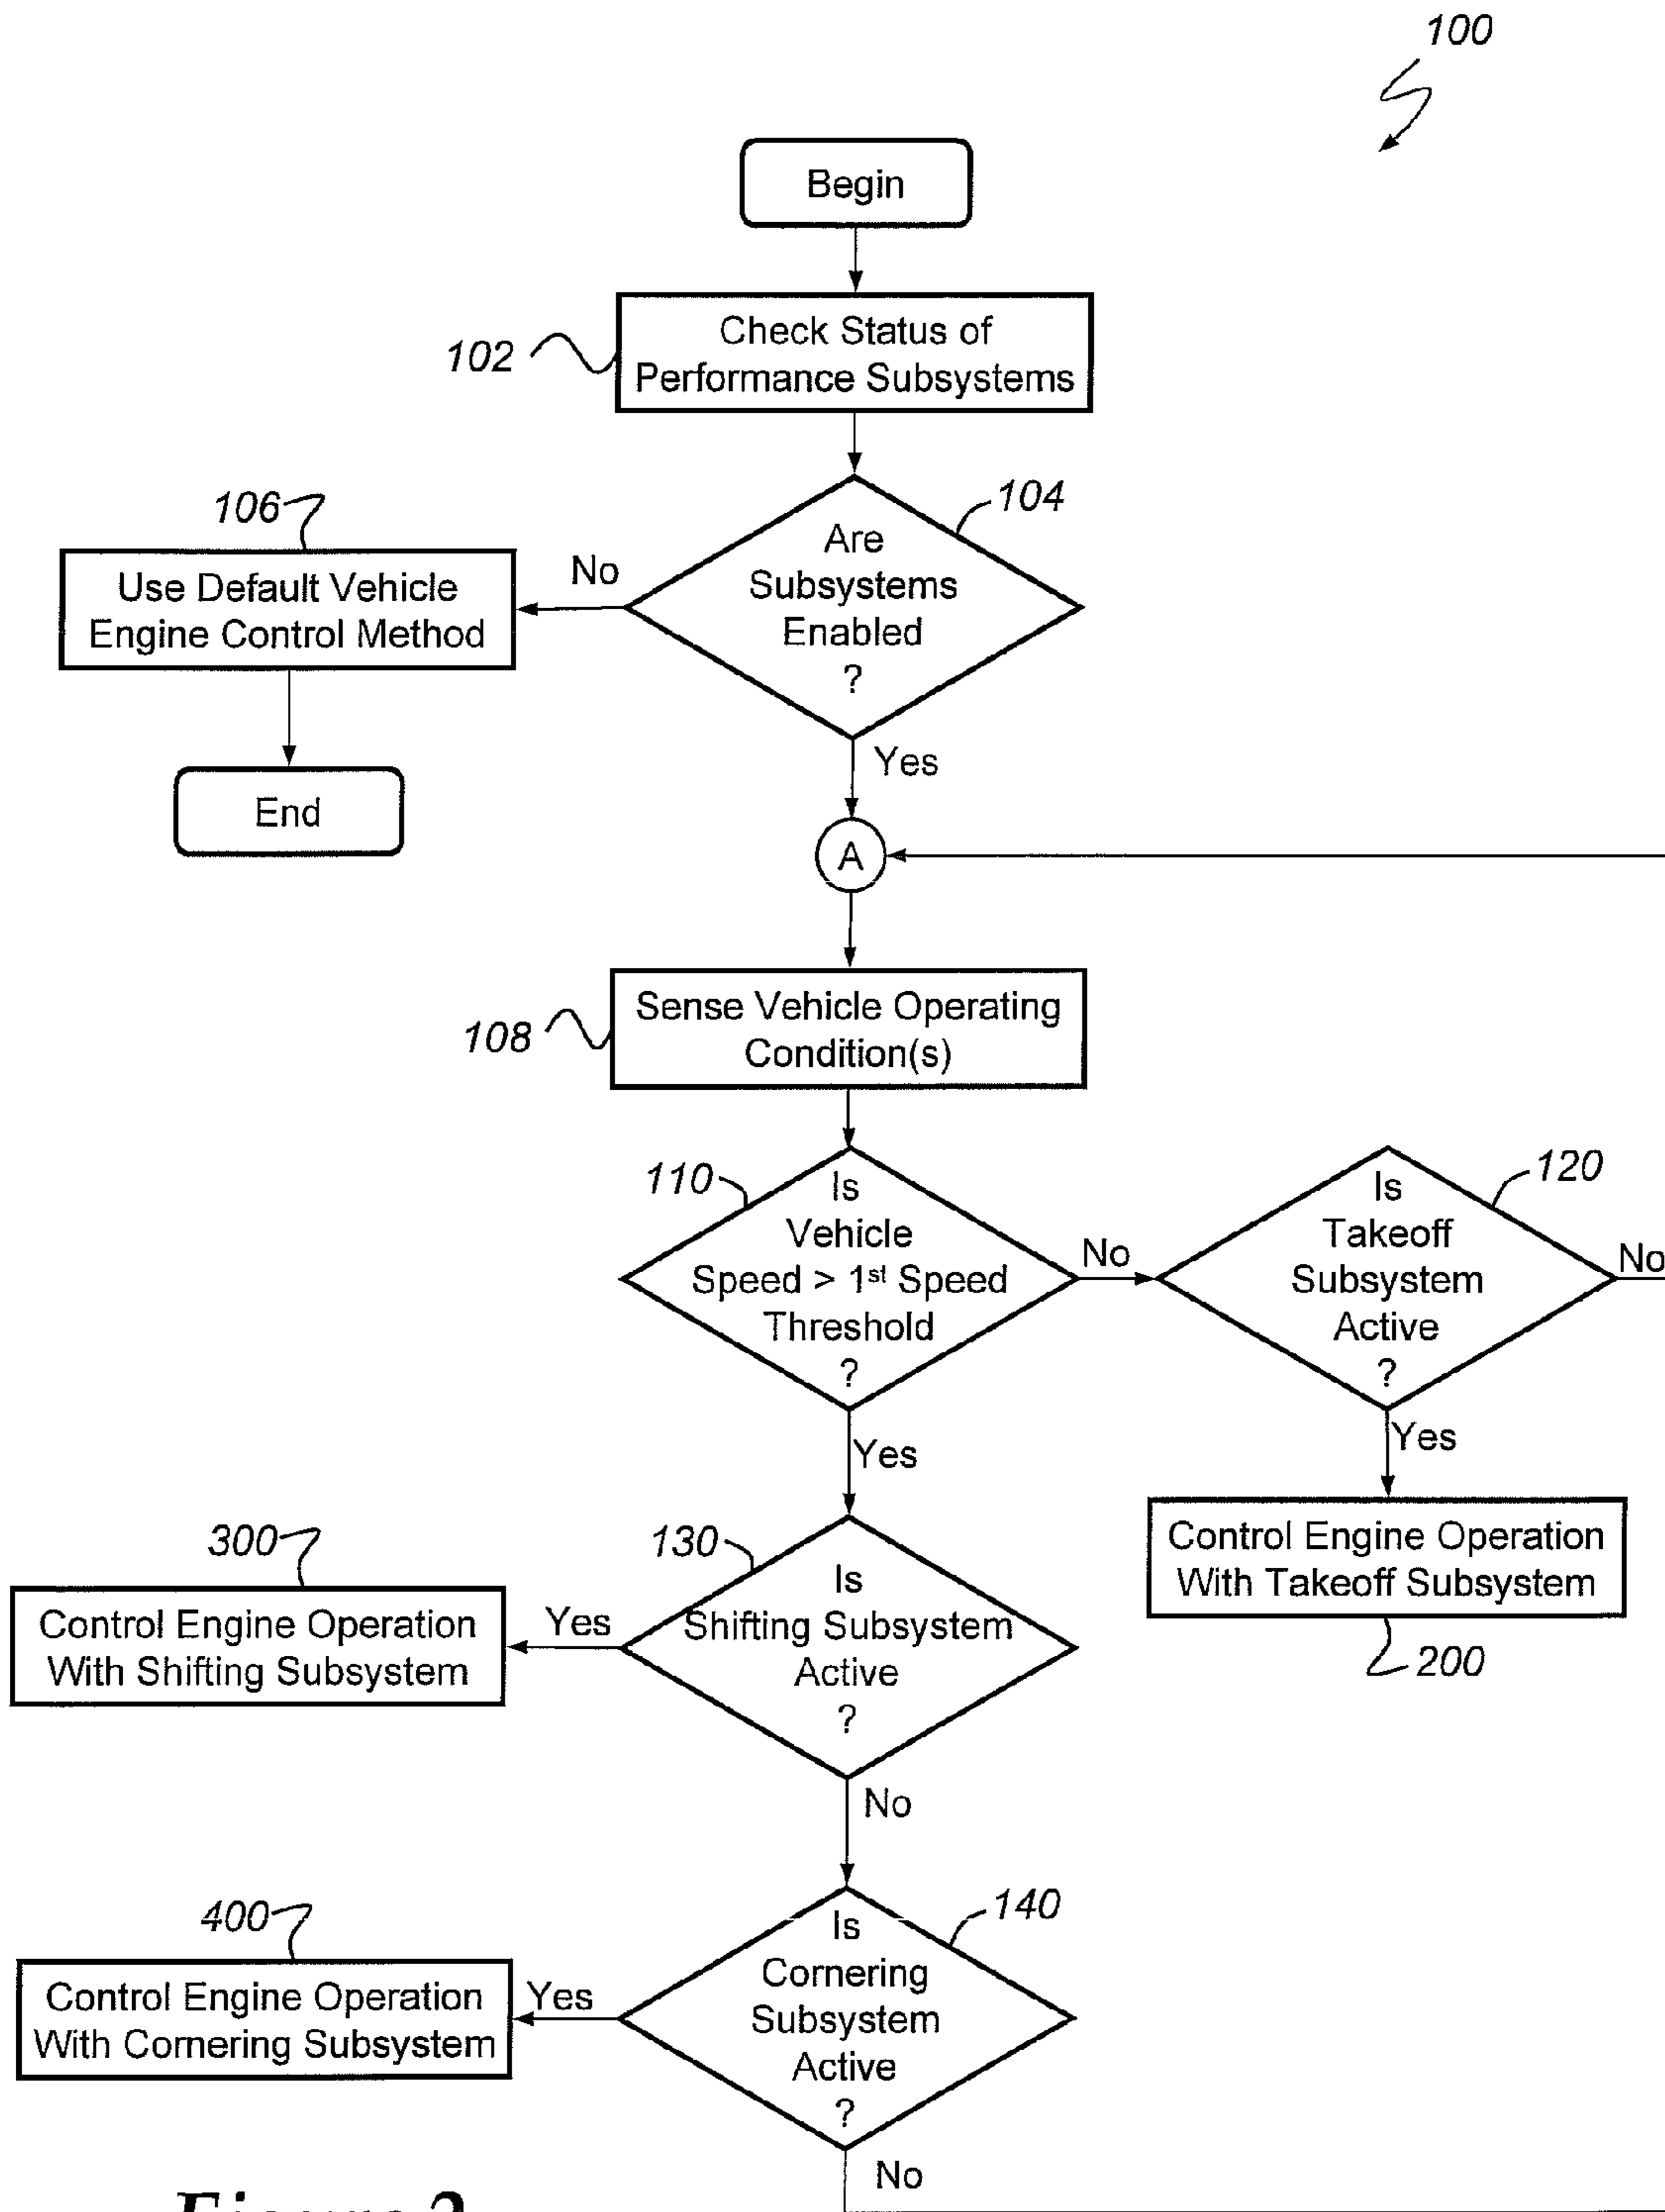 100
Begin
102
Check Status of
Performance Subsystems
104
Are
Subsystems
Enabled
?
No
106
Use Default Vehicle
Engine Control Method
End
Yes
A
108
Sense Vehicle Operating
Condition(s)
110
Is
Vehicle
Speed > 1st Speed
Threshold
?
No
120
Is
Takeoff
Subsystem
Active
?
No
Yes
Control Engine Operation
With Takeoff Subsystem
200
Yes
130
Is
Shifting Subsystem
Active
?
Yes
300
Control Engine Operation
With Shifting Subsystem
No
140
Is
Cornering
Subsystem
Active
?
Yes
400
Control Engine Operation
With Cornering Subsystem
No